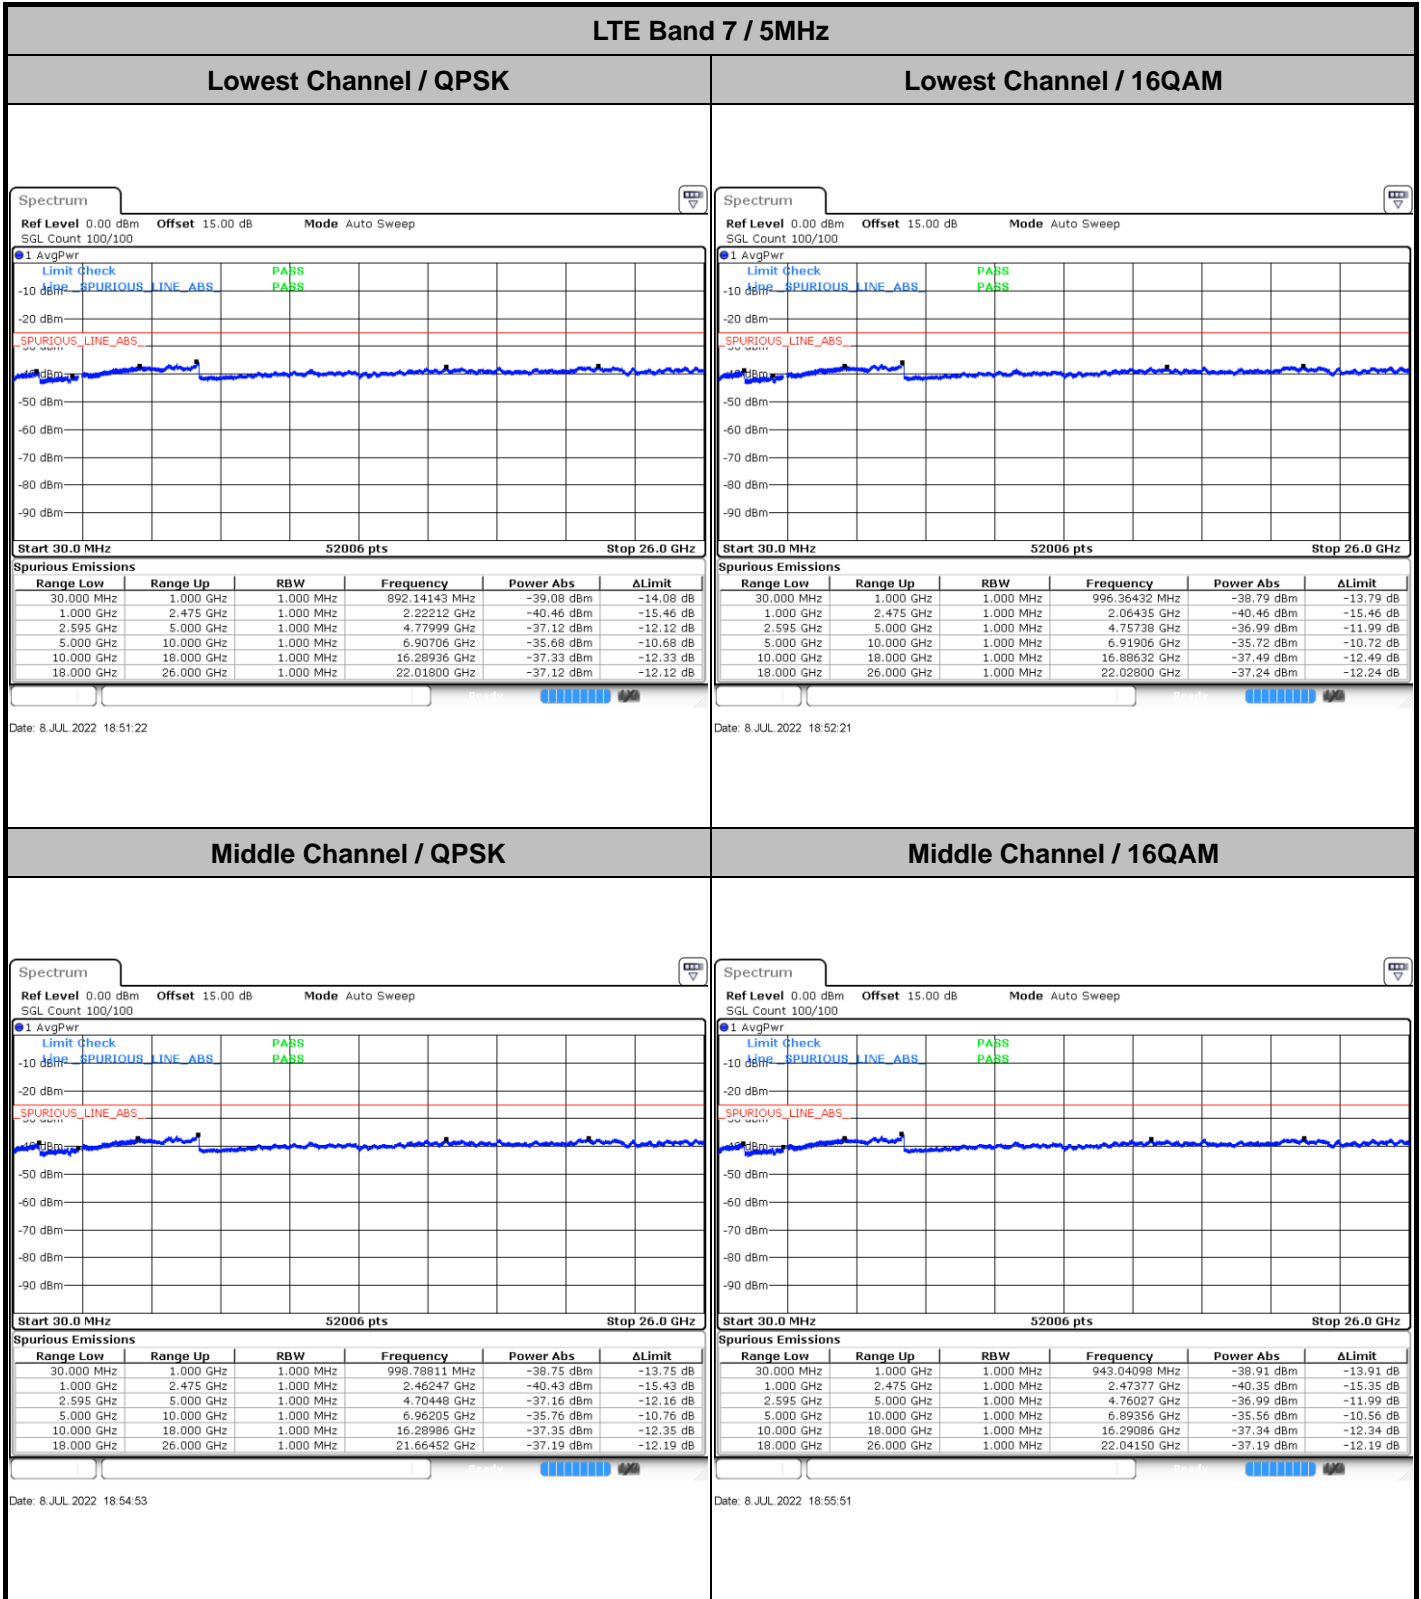 LTE Band 7 / 5MHz
Lowest Channel / QPSK
Lowest Channel / 16QAM
Spectrum
Ref Level 0.00 dBm Offset 15.00 dB Mode Auto Sweep
SGL Count 100/100
1 AvgPwr
Limit Check PASS
-10 dBm Line _SPURIOUS_LINE_ABS_ PASS
-20 dBm
_SPURIOUS_LINE_ABS_
-30 dBm
-40 dBm
-50 dBm
-60 dBm
-70 dBm
-80 dBm
-90 dBm
Start 30.0 MHz 52006 pts Stop 26.0 GHz
Spurious Emissions
Range Low Range Up RBW Frequency Power Abs ΔLimit
30.000 MHz 1.000 GHz 1.000 MHz 892.14143 MHz -39.08 dBm -14.08 dB
1.000 GHz 2.475 GHz 1.000 MHz 2.22212 GHz -40.46 dBm -15.46 dB
2.595 GHz 5.000 GHz 1.000 MHz 4.77999 GHz -37.12 dBm -12.12 dB
5.000 GHz 10.000 GHz 1.000 MHz 6.90706 GHz -35.68 dBm -10.68 dB
10.000 GHz 18.000 GHz 1.000 MHz 16.28936 GHz -37.33 dBm -12.33 dB
18.000 GHz 26.000 GHz 1.000 MHz 22.01800 GHz -37.12 dBm -12.12 dB
Ready
Date: 8.JUL.2022 18:51:22
Spectrum
Ref Level 0.00 dBm Offset 15.00 dB Mode Auto Sweep
SGL Count 100/100
1 AvgPwr
Limit Check PASS
-10 dBm Line _SPURIOUS_LINE_ABS_ PASS
-20 dBm
_SPURIOUS_LINE_ABS_
-30 dBm
-40 dBm
-50 dBm
-60 dBm
-70 dBm
-80 dBm
-90 dBm
Start 30.0 MHz 52006 pts Stop 26.0 GHz
Spurious Emissions
Range Low Range Up RBW Frequency Power Abs ΔLimit
30.000 MHz 1.000 GHz 1.000 MHz 996.36432 MHz -38.79 dBm -13.79 dB
1.000 GHz 2.475 GHz 1.000 MHz 2.06435 GHz -40.46 dBm -15.46 dB
2.595 GHz 5.000 GHz 1.000 MHz 4.75738 GHz -36.99 dBm -11.99 dB
5.000 GHz 10.000 GHz 1.000 MHz 6.91906 GHz -35.72 dBm -10.72 dB
10.000 GHz 18.000 GHz 1.000 MHz 16.88632 GHz -37.49 dBm -12.49 dB
18.000 GHz 26.000 GHz 1.000 MHz 22.02800 GHz -37.24 dBm -12.24 dB
Ready
Date: 8.JUL.2022 18:52:21
Middle Channel / QPSK
Middle Channel / 16QAM
Spectrum
Ref Level 0.00 dBm Offset 15.00 dB Mode Auto Sweep
SGL Count 100/100
1 AvgPwr
Limit Check PASS
-10 dBm Line _SPURIOUS_LINE_ABS_ PASS
-20 dBm
_SPURIOUS_LINE_ABS_
-30 dBm
-40 dBm
-50 dBm
-60 dBm
-70 dBm
-80 dBm
-90 dBm
Start 30.0 MHz 52006 pts Stop 26.0 GHz
Spurious Emissions
Range Low Range Up RBW Frequency Power Abs ΔLimit
30.000 MHz 1.000 GHz 1.000 MHz 998.78811 MHz -38.75 dBm -13.75 dB
1.000 GHz 2.475 GHz 1.000 MHz 2.46247 GHz -40.43 dBm -15.43 dB
2.595 GHz 5.000 GHz 1.000 MHz 4.70448 GHz -37.16 dBm -12.16 dB
5.000 GHz 10.000 GHz 1.000 MHz 6.96205 GHz -35.76 dBm -10.76 dB
10.000 GHz 18.000 GHz 1.000 MHz 16.28986 GHz -37.35 dBm -12.35 dB
18.000 GHz 26.000 GHz 1.000 MHz 21.66452 GHz -37.19 dBm -12.19 dB
Ready
Date: 8.JUL.2022 18:54:53
Spectrum
Ref Level 0.00 dBm Offset 15.00 dB Mode Auto Sweep
SGL Count 100/100
1 AvgPwr
Limit Check PASS
-10 dBm Line _SPURIOUS_LINE_ABS_ PASS
-20 dBm
_SPURIOUS_LINE_ABS_
-30 dBm
-40 dBm
-50 dBm
-60 dBm
-70 dBm
-80 dBm
-90 dBm
Start 30.0 MHz 52006 pts Stop 26.0 GHz
Spurious Emissions
Range Low Range Up RBW Frequency Power Abs ΔLimit
30.000 MHz 1.000 GHz 1.000 MHz 943.04098 MHz -38.91 dBm -13.91 dB
1.000 GHz 2.475 GHz 1.000 MHz 2.47377 GHz -40.35 dBm -15.35 dB
2.595 GHz 5.000 GHz 1.000 MHz 4.76027 GHz -36.99 dBm -11.99 dB
5.000 GHz 10.000 GHz 1.000 MHz 6.89356 GHz -35.56 dBm -10.56 dB
10.000 GHz 18.000 GHz 1.000 MHz 16.29086 GHz -37.34 dBm -12.34 dB
18.000 GHz 26.000 GHz 1.000 MHz 22.04150 GHz -37.19 dBm -12.19 dB
Ready
Date: 8.JUL.2022 18:55:51